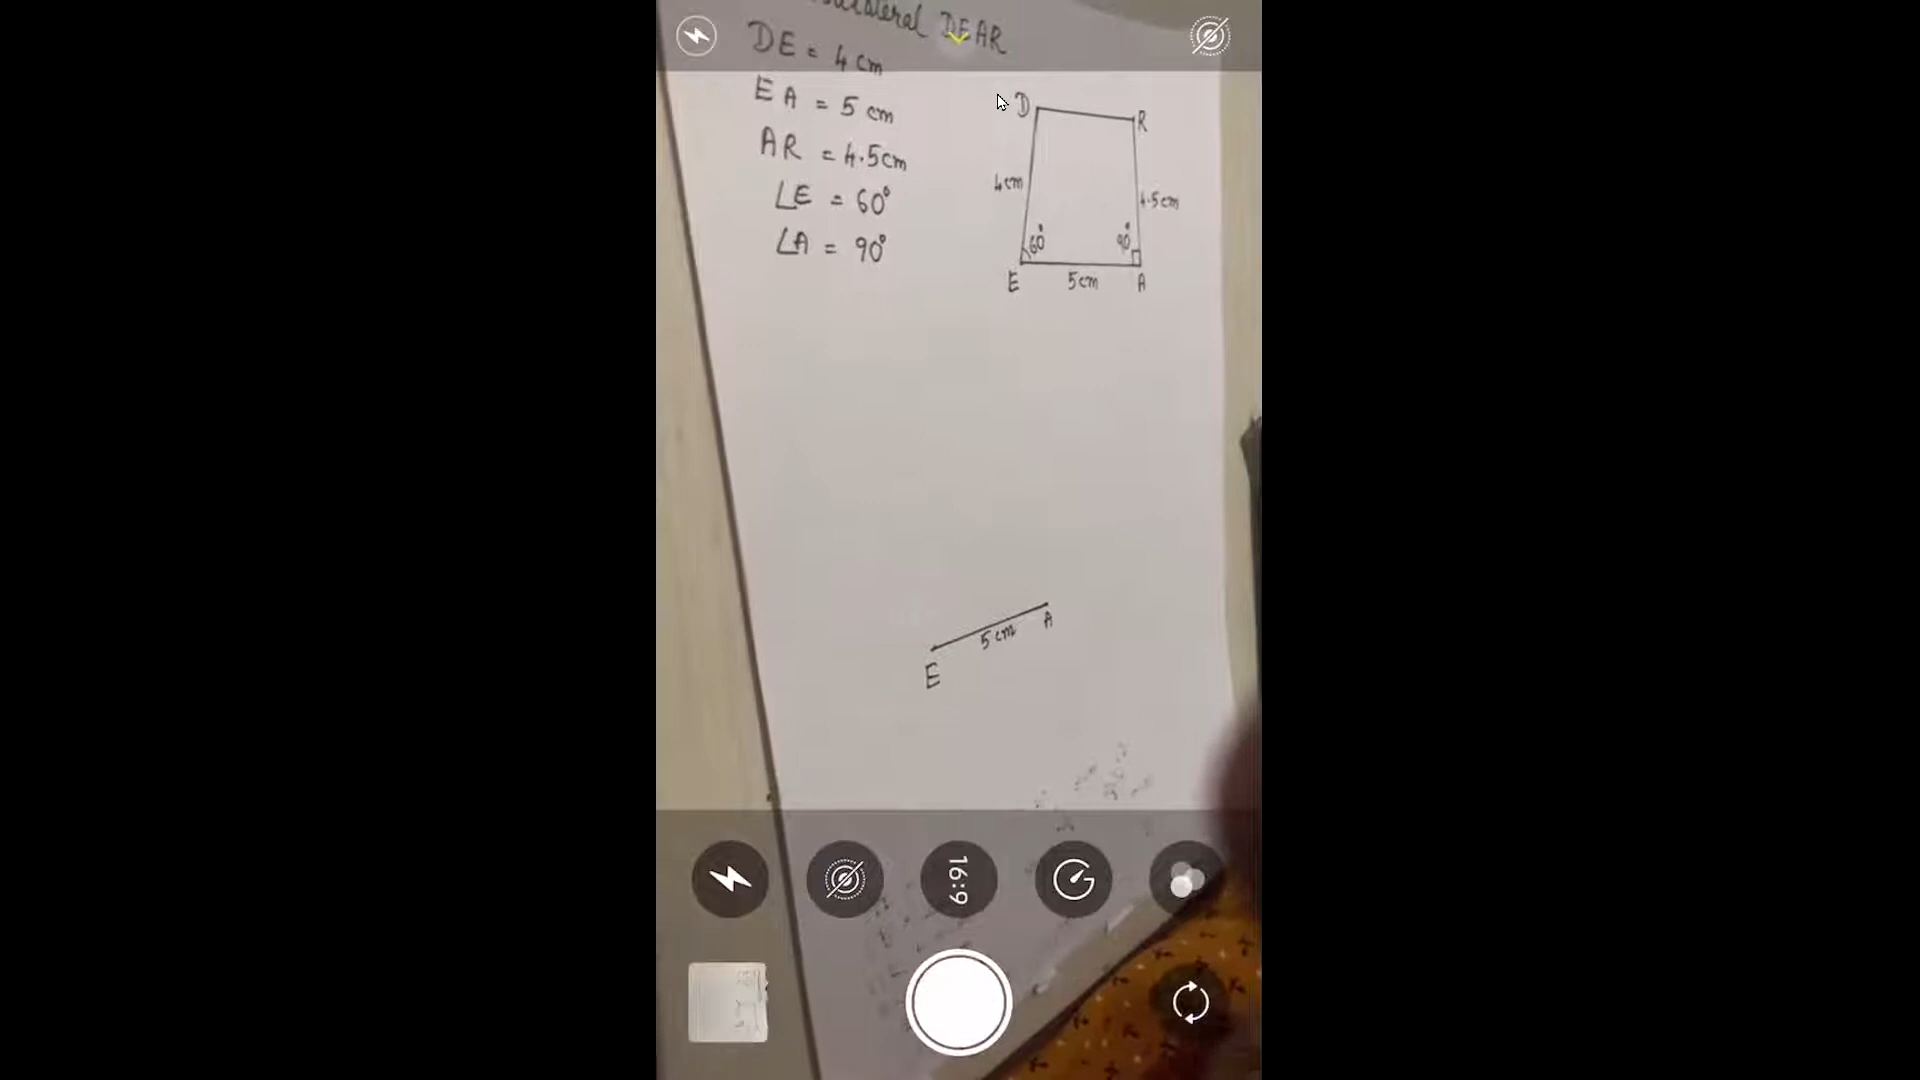 DEAR
DE = 4 cm
EA = 5 cm
AR = 4.5cm
∠E = 60°
∠A = 90°
D
R
4cm
4.5cm
60°
90°
E
5cm
A
5 cm
A
E
16:9